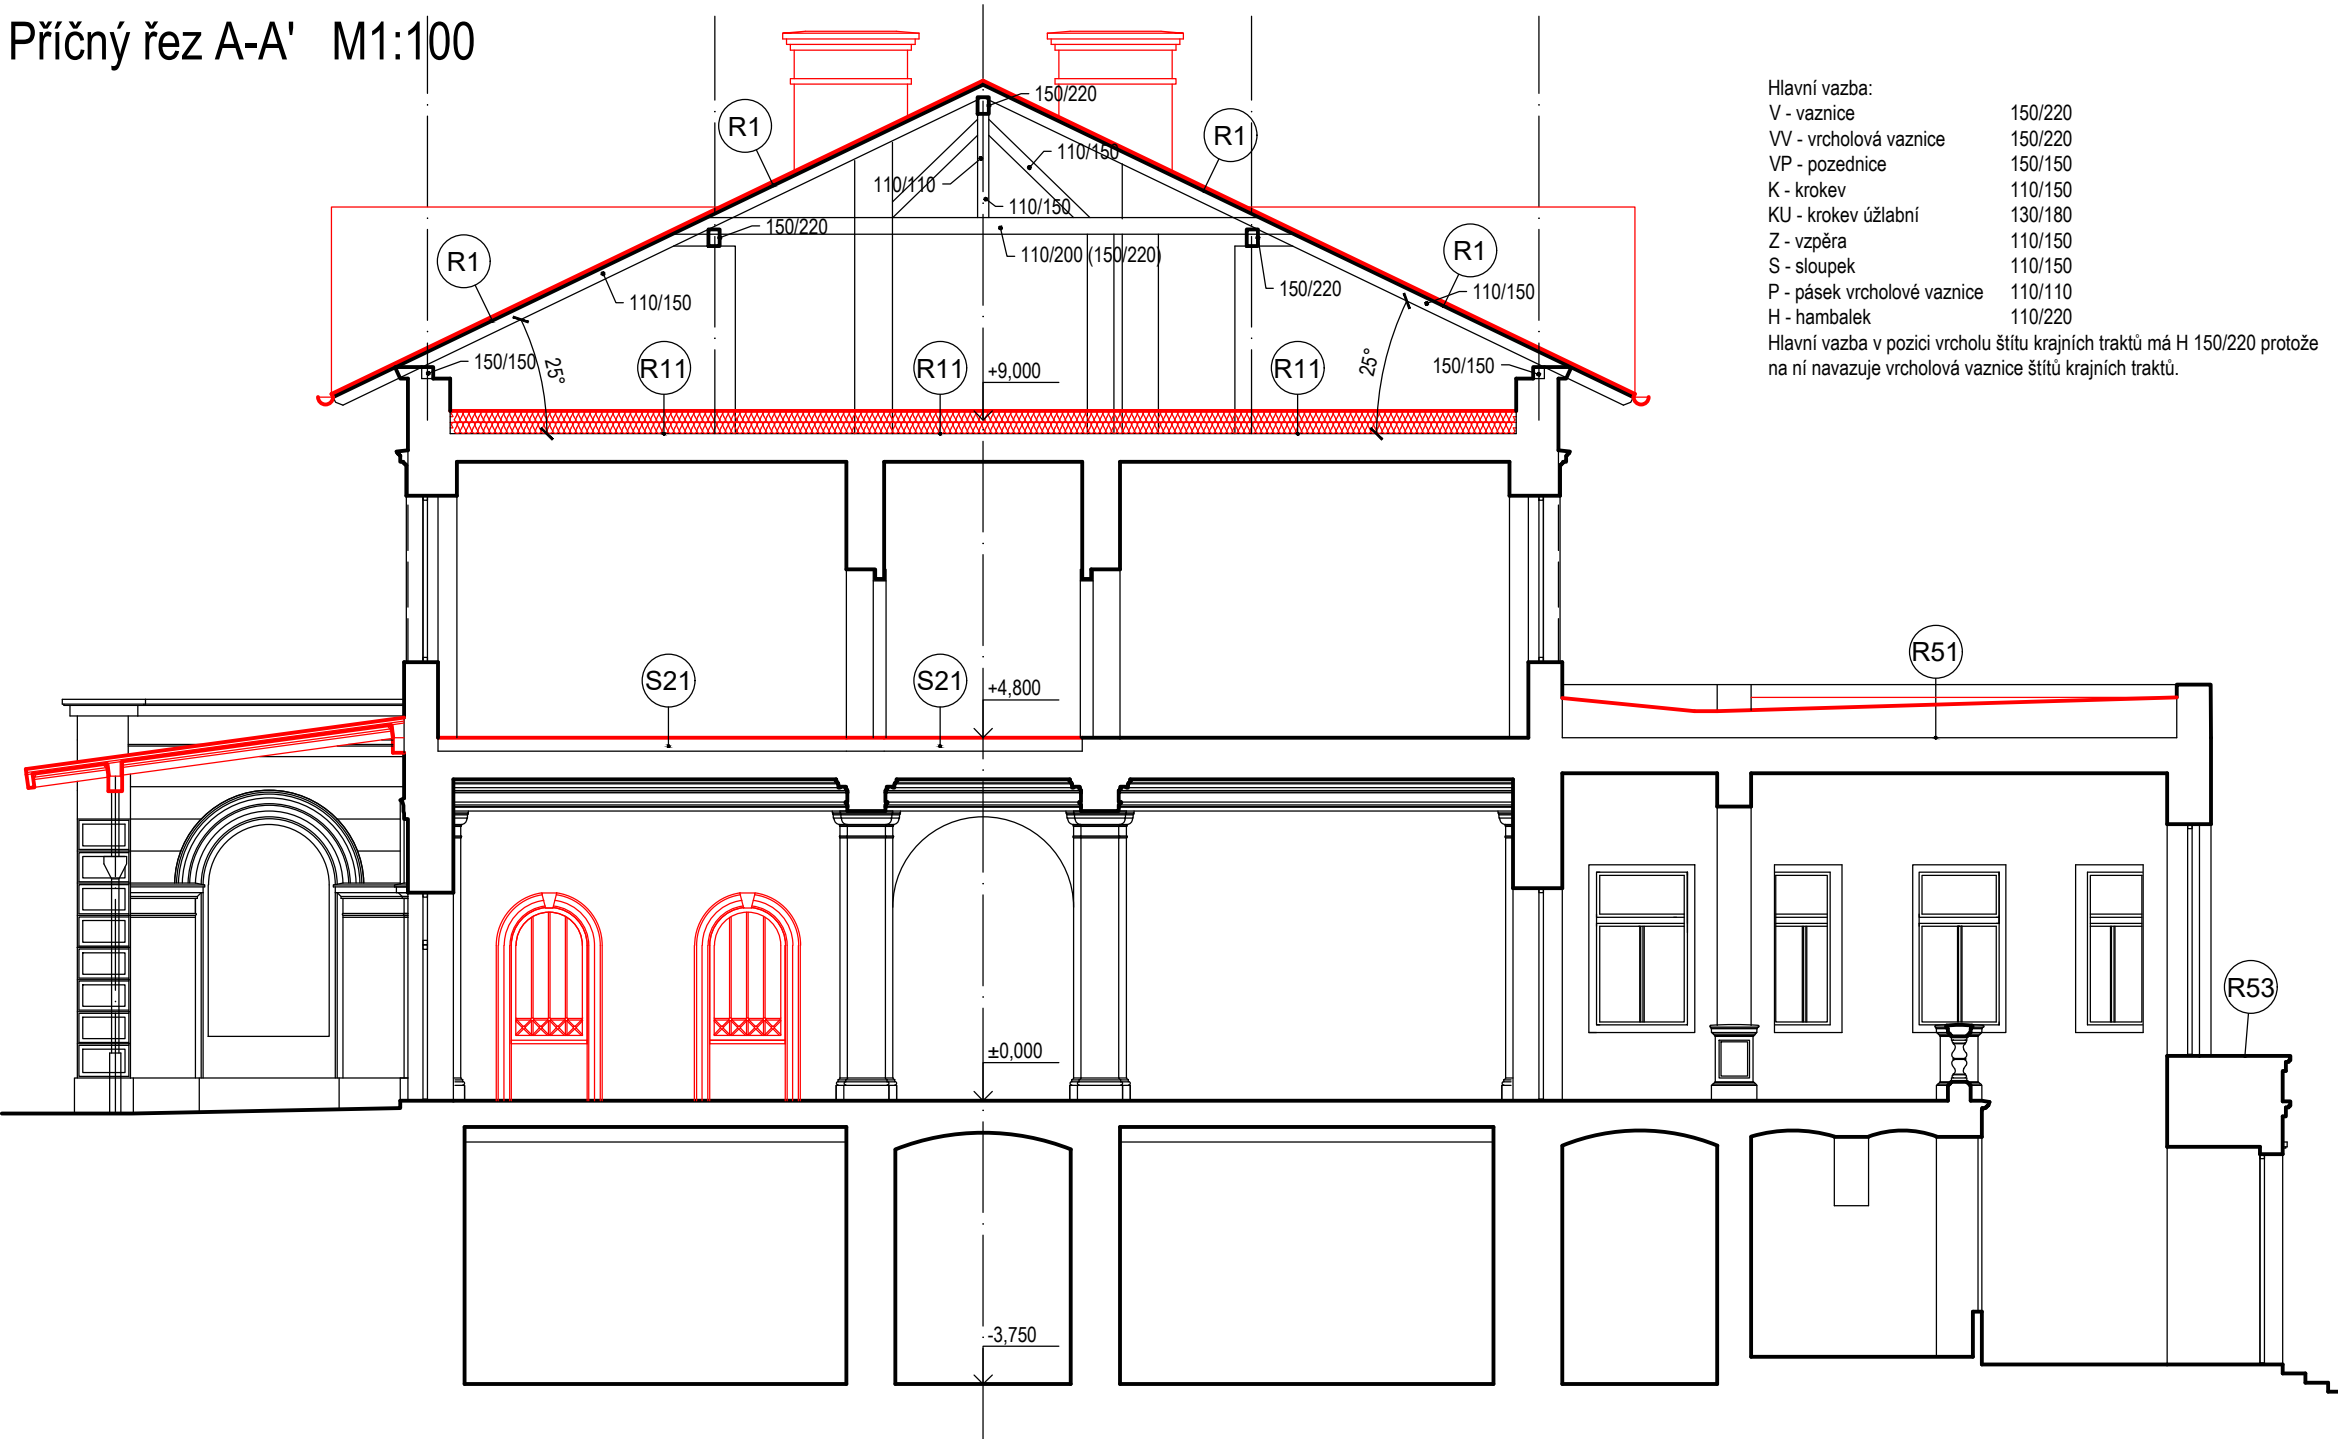 Příčný řez A-A' M1:100
Hlavní vazba:
V - vaznice 150/220
VV - vrcholová vaznice 150/220
VP - pozednice 150/150
K - krokev 110/150
KU - krokev úžlabní 130/180
Z - vzpěra 110/150
S - sloupek 110/150
P - pásek vrcholové vaznice 110/110
H - hambalek 110/220
Hlavní vazba v pozici vrcholu štítu krajních traktů má H 150/220 protože
na ní navazuje vrcholová vaznice štítů krajních traktů.
150/220
R1
R1
110/150
110/110
110/150
150/220
110/200 (150/220)
R1
R1
150/220
110/150
110/150
150/150
25°
R11
R11
+9,000
R11
25°
150/150
S21
S21
+4,800
R51
R53
±0,000
-3,750